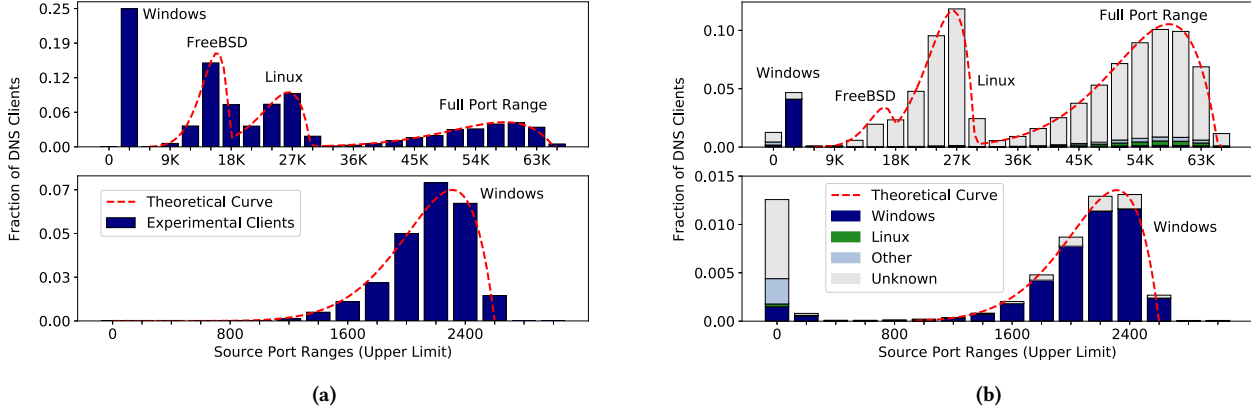 Fraction of DNS Clients
0.25
0.19
0.12
0.06
0.00
Windows
FreeBSD
Linux
Full Port Range
0 9K 18K 27K 36K 45K 54K 63K
0.07
0.05
0.03
0.00
Theoretical Curve
Experimental Clients
Windows
0 800 1600 2400
Source Port Ranges (Upper Limit)
(a)
Fraction of DNS Clients
0.10
0.05
0.00
Windows
FreeBSD
Linux
Full Port Range
0 9K 18K 27K 36K 45K 54K 63K
0.015
0.010
0.005
0.000
Theoretical Curve
Windows
Linux
Other
Unknown
Windows
0 800 1600 2400
Source Port Ranges (Upper Limit)
(b)